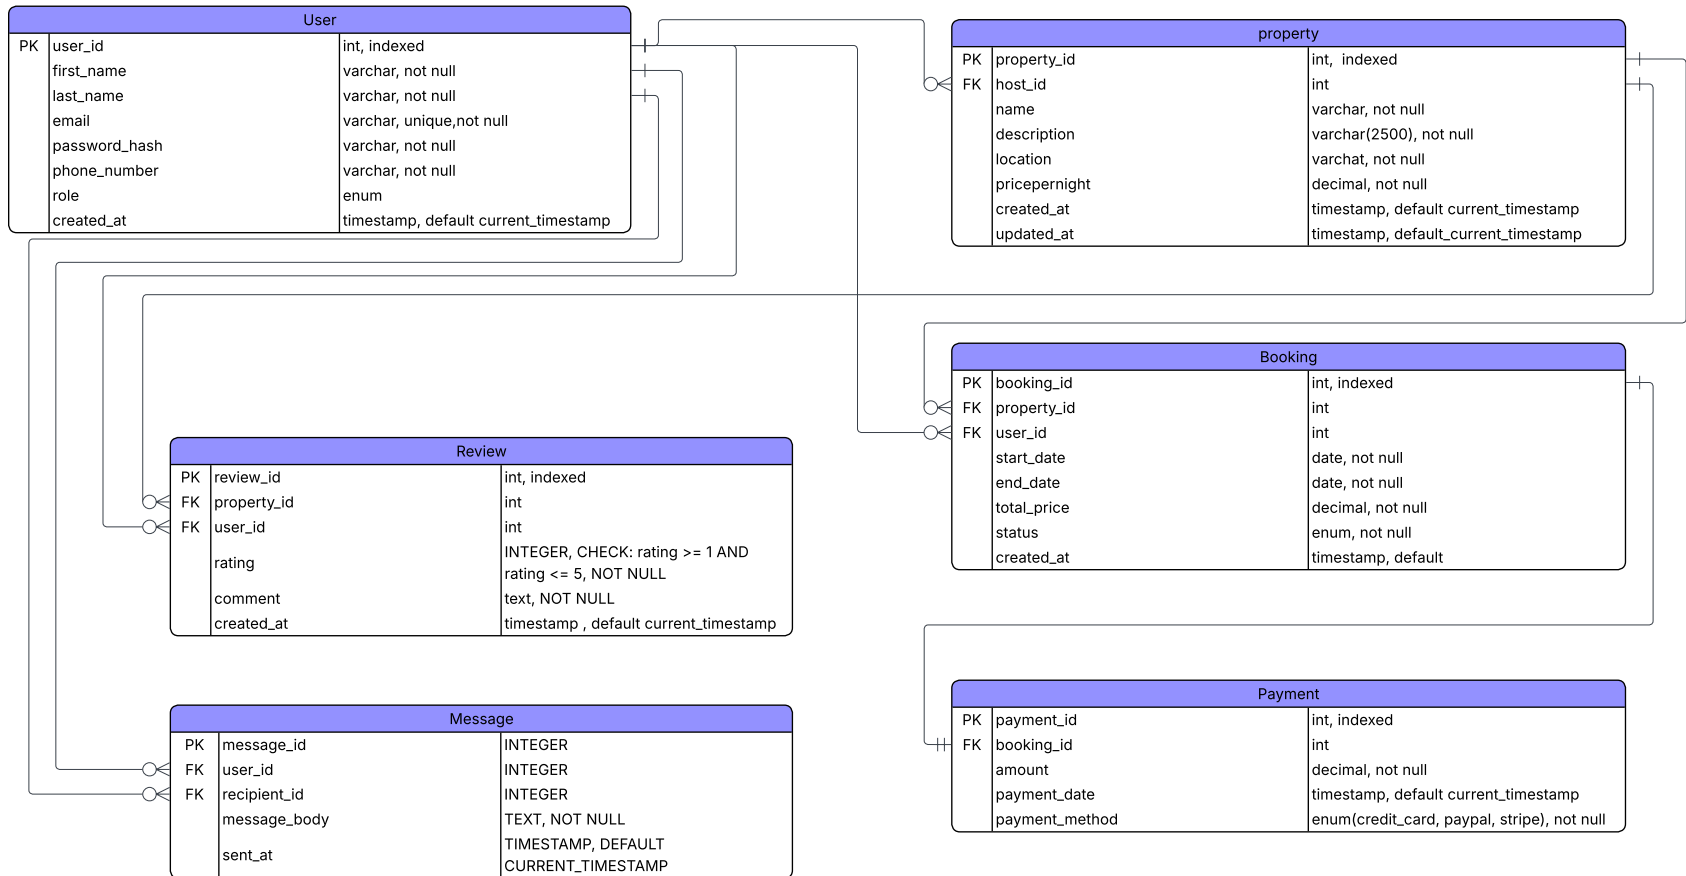 User
PK user_id int, indexed
first_name varchar, not null
last_name varchar, not null
email varchar, unique,not null
password_hash varchar, not null
phone_number varchar, not null
role enum
created_at timestamp, default current_timestamp
property
PK property_id int,  indexed
FK host_id int
name varchar, not null
description varchar(2500), not null
location varchat, not null
pricepernight decimal, not null
created_at timestamp, default current_timestamp
updated_at timestamp, default_current_timestamp
Booking
PK booking_id int, indexed
FK property_id int
FK user_id int
start_date date, not null
end_date date, not null
total_price decimal, not null
status enum, not null
created_at timestamp, default
Review
PK review_id int, indexed
FK property_id int
FK user_id int
rating INTEGER, CHECK: rating >= 1 AND
rating <= 5, NOT NULL
comment text, NOT NULL
created_at timestamp , default current_timestamp
Message
PK message_id INTEGER
FK user_id INTEGER
FK recipient_id INTEGER
message_body TEXT, NOT NULL
sent_at TIMESTAMP, DEFAULT
CURRENT_TIMESTAMP
Payment
PK payment_id int, indexed
FK booking_id int
amount decimal, not null
payment_date timestamp, default current_timestamp
payment_method enum(credit_card, paypal, stripe), not null